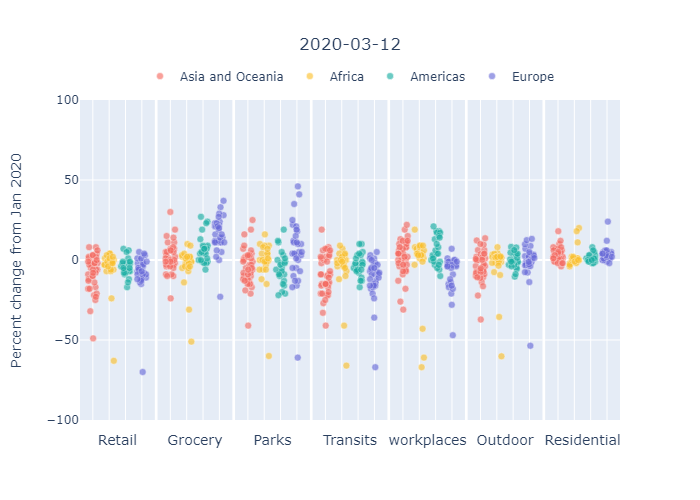 2020-03-12
Asia and Oceania Africa Americas Europe
Percent change from Jan 2020
100
50
0
−50
−100
Retail Grocery Parks Transits workplaces Outdoor Residential